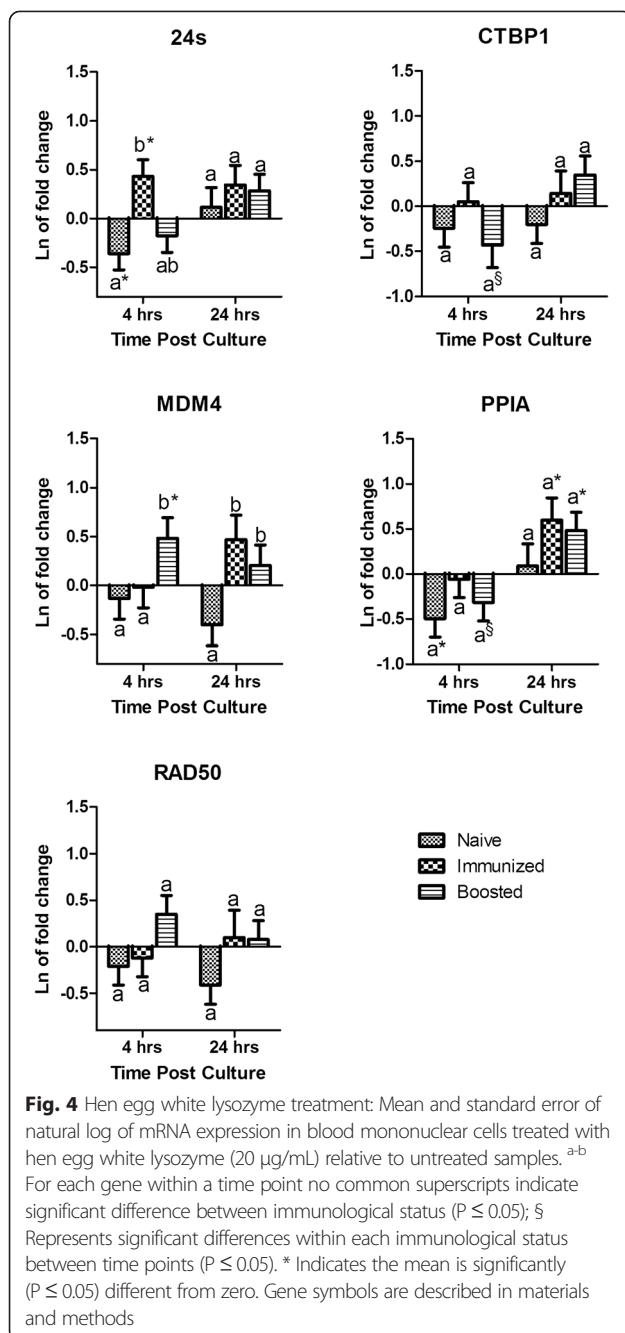 24s
CTBP1
Ln of fold change
1.5
1.0
0.5
0.0
-0.5
b*
a*
ab
a
a
a
4 hrs
24 hrs
Time Post Culture
Ln of fold change
1.5
1.0
0.5
0.0
-0.5
-1.0
a
a
a§
a
a
a
4 hrs
24 hrs
Time Post Culture
MDM4
PPIA
Ln of fold change
1.5
1.0
0.5
0.0
-0.5
a
a
b*
a
b
b
4 hrs
24 hrs
Time Post Culture
Ln of fold change
1.5
1.0
0.5
0.0
-0.5
-1.0
a*
a
a§
a
a*
a*
4 hrs
24 hrs
Time Post Culture
RAD50
Ln of fold change
1.5
1.0
0.5
0.0
-0.5
a
a
a
a
a
a
4 hrs
24 hrs
Time Post Culture
Naive
Immunized
Boosted
Fig. 4 Hen egg white lysozyme treatment: Mean and standard error of
natural log of mRNA expression in blood mononuclear cells treated with
hen egg white lysozyme (20 μg/mL) relative to untreated samples. a-b
For each gene within a time point no common superscripts indicate
significant difference between immunological status (P ≤ 0.05); §
Represents significant differences within each immunological status
between time points (P ≤ 0.05). * Indicates the mean is significantly
(P ≤ 0.05) different from zero. Gene symbols are described in materials
and methods